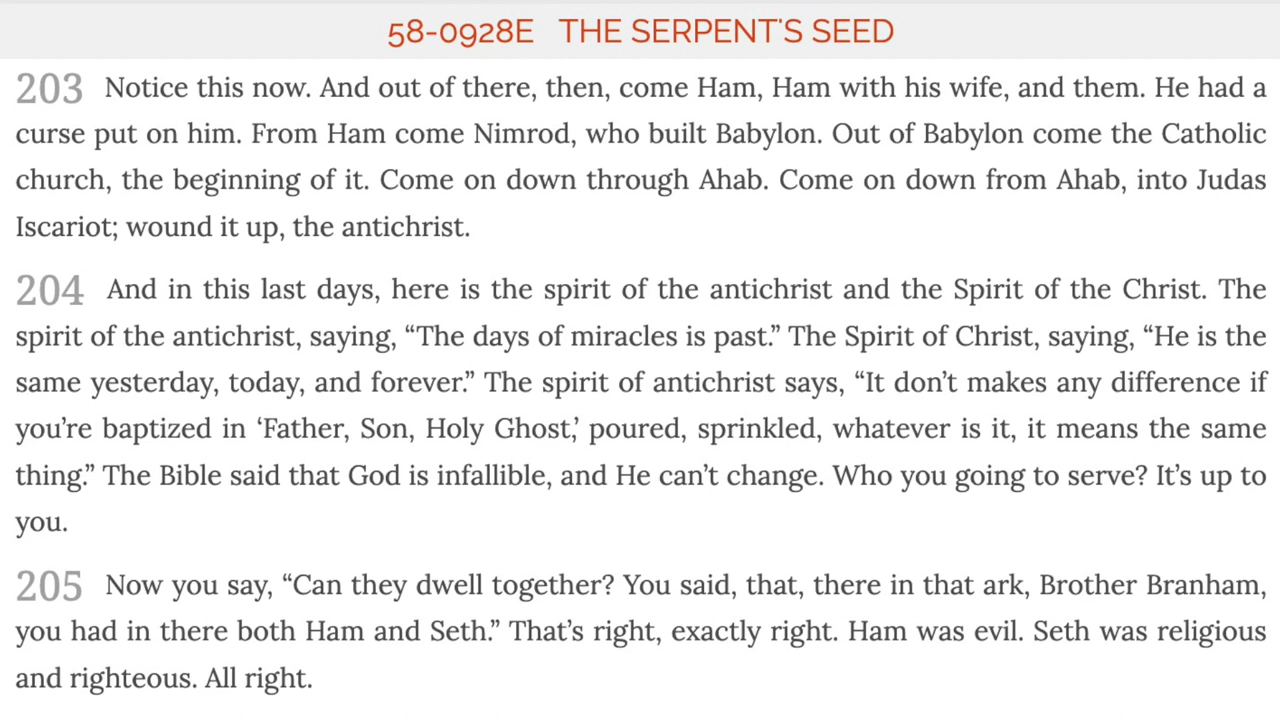 58-0928E THE SERPENT'S SEED
203 Notice this now. And out of there, then, come Ham, Ham with his wife, and them. He had a
curse put on him. From Ham come Nimrod, who built Babylon. Out of Babylon come the Catholic
church, the beginning of it. Come on down through Ahab. Come on down from Ahab, into Judas
Iscariot; wound it up, the antichrist.
204 And in this last days, here is the spirit of the antichrist and the Spirit of the Christ. The
spirit of the antichrist, saying, “The days of miracles is past.” The Spirit of Christ, saying, “He is the
same yesterday, today, and forever.” The spirit of antichrist says, “It don’t makes any difference if
you’re baptized in ‘Father, Son, Holy Ghost,’ poured, sprinkled, whatever is it, it means the same
thing.” The Bible said that God is infallible, and He can’t change. Who you going to serve? It’s up to
you.
205 Now you say, “Can they dwell together? You said, that, there in that ark, Brother Branham,
you had in there both Ham and Seth.” That’s right, exactly right. Ham was evil. Seth was religious
and righteous. All right.